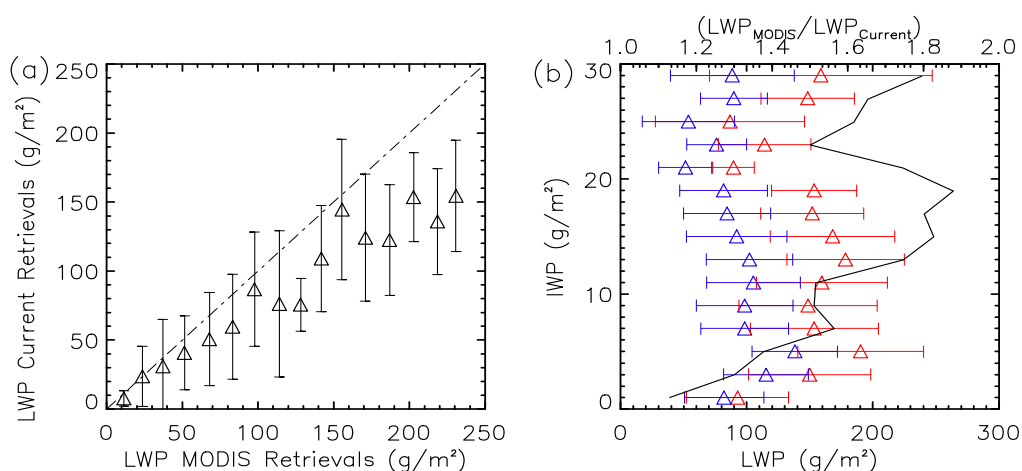 (a)
250
200
150
100
50
0
LWP Current Retrievals (g/m²)
0 50 100 150 200 250
LWP MODIS Retrievals (g/m²)
(LWP_MODIS/LWP_Current)
1.0 1.2 1.4 1.6 1.8 2.0
(b)
30
20
10
0
IWP (g/m²)
0 100 200 300
LWP (g/m²)